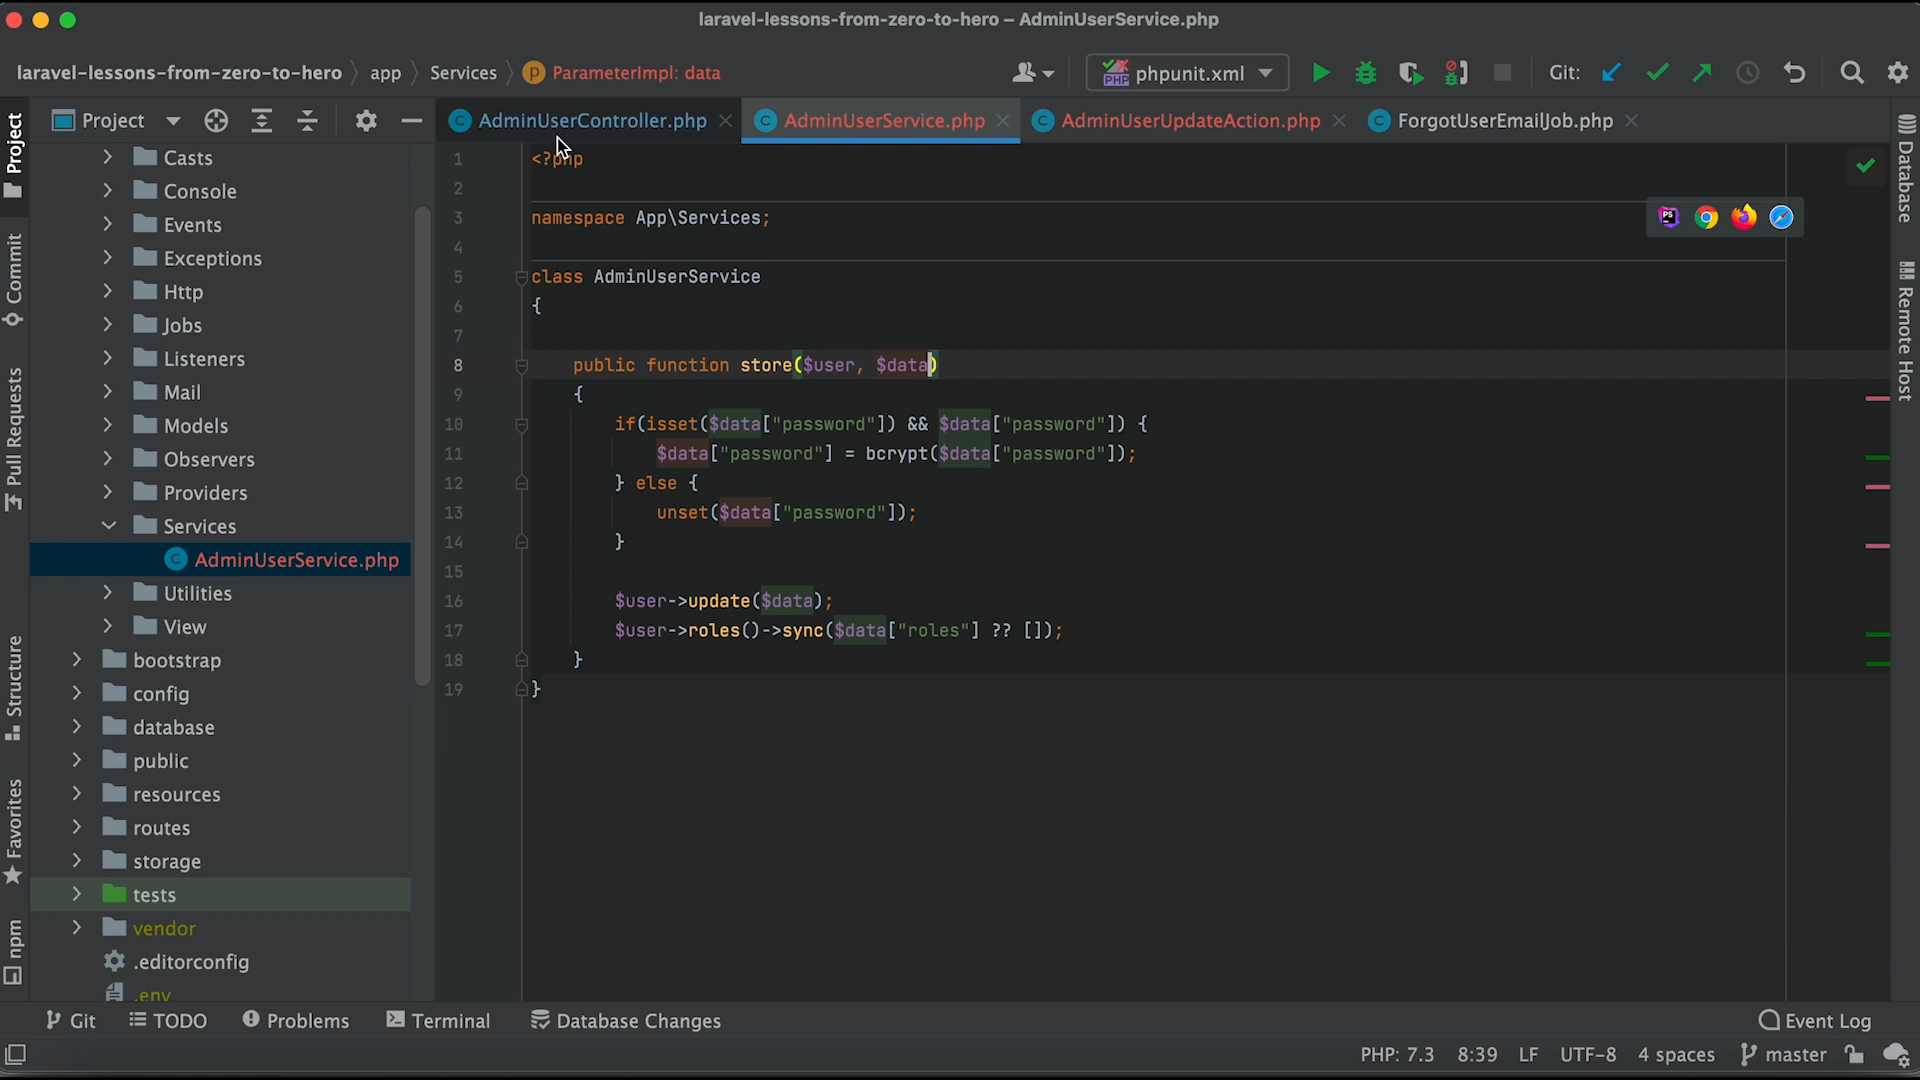 laravel-lessons-from-zero-to-hero – AdminUserService.php
laravel-lessons-from-zero-to-hero app Services p ParameterImpl: data
phpunit.xml
Git:
Project
AdminUserController.php
AdminUserService.php
AdminUserUpdateAction.php
ForgotUserEmailJob.php
Project
Commit
Pull Requests
Structure
Favorites
npm
Casts
Console
Events
Exceptions
Http
Jobs
Listeners
Mail
Models
Observers
Providers
Services
AdminUserService.php
Utilities
View
bootstrap
config
database
public
resources
routes
storage
tests
vendor
.editorconfig
.env
1 <?php
2
3 namespace App\Services;
4
5 class AdminUserService
6 {
7
8 public function store($user, $data)
9 {
10 if(isset($data["password"]) && $data["password"]) {
11 $data["password"] = bcrypt($data["password"]);
12 } else {
13 unset($data["password"]);
14 }
15
16 $user->update($data);
17 $user->roles()->sync($data["roles"] ?? []);
18 }
19 }
Database
Remote Host
Git
TODO
Problems
Terminal
Database Changes
Event Log
PHP: 7.3 8:39 LF UTF-8 4 spaces master